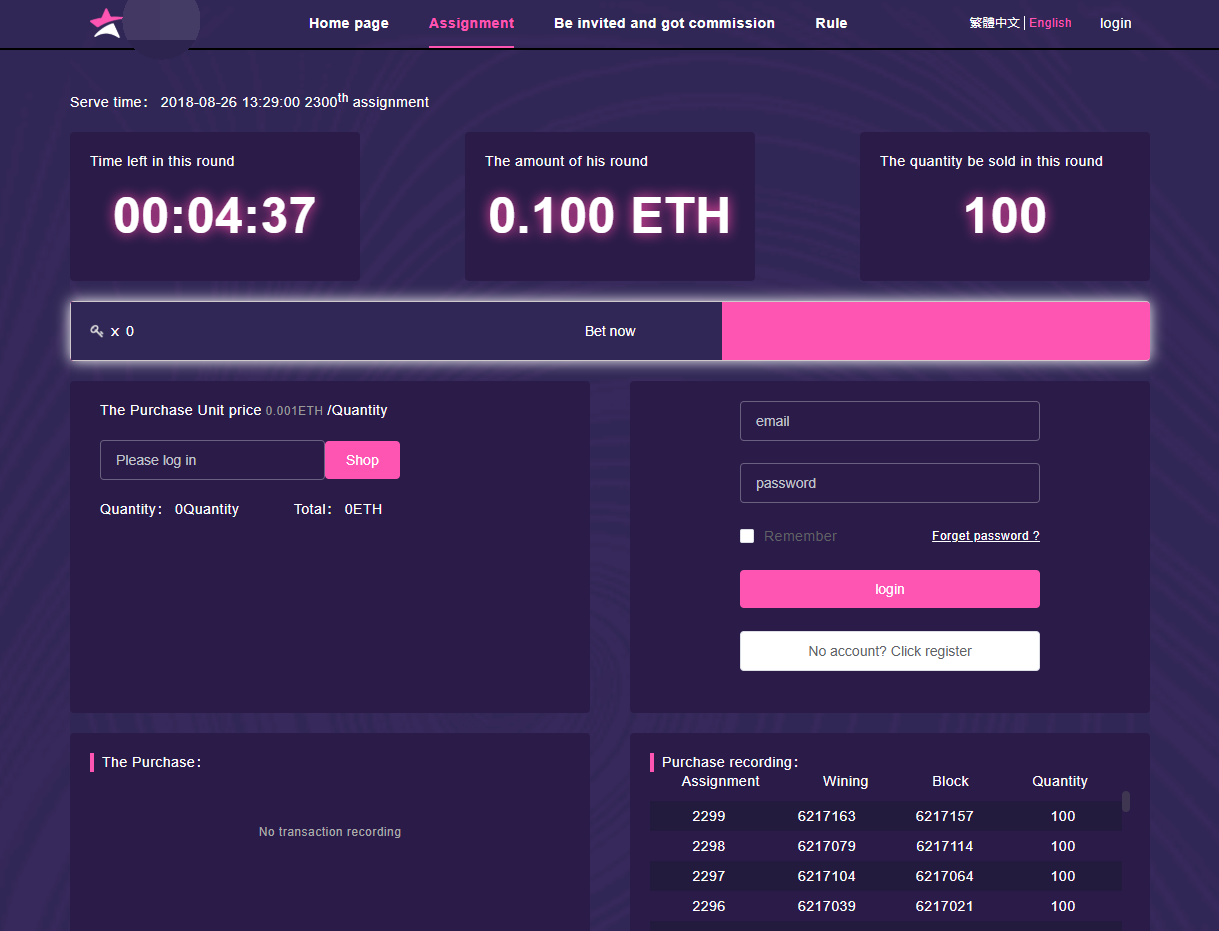 Home page Assignment Be invited and got commission Rule 繁體中文 | English login
Serve time： 2018-08-26 13:29:00 2300th assignment
Time left in this round The amount of his round The quantity be sold in this round
00:04:37 0.100 ETH 100
x 0 Bet now
The Purchase Unit price 0.001ETH /Quantity
Please log in Shop
Quantity： 0Quantity Total： 0ETH
email
password
Remember Forget password ?
login
No account? Click register
The Purchase：
No transaction recording
Purchase recording：
Assignment Wining Block Quantity
2299 6217163 6217157 100
2298 6217079 6217114 100
2297 6217104 6217064 100
2296 6217039 6217021 100